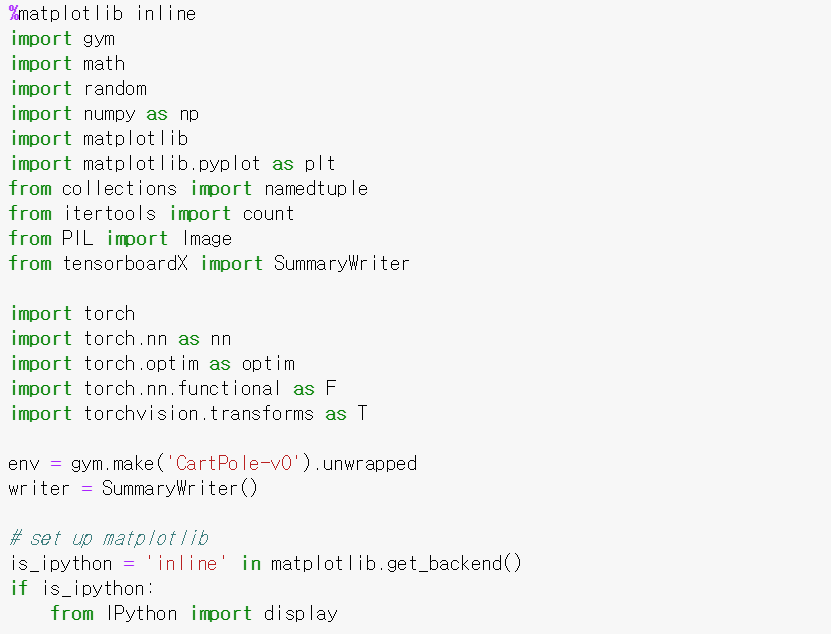 %matplotlib inline
import gym
import math
import random
import numpy as np
import matplotlib
import matplotlib.pyplot as plt
from collections import namedtuple
from itertools import count
from PIL import Image
from tensorboardX import SummaryWriter

import torch
import torch.nn as nn
import torch.optim as optim
import torch.nn.functional as F
import torchvision.transforms as T

env = gym.make('CartPole-v0').unwrapped
writer = SummaryWriter()

# set up matplotlib
is_ipython = 'inline' in matplotlib.get_backend()
if is_ipython:
    from IPython import display